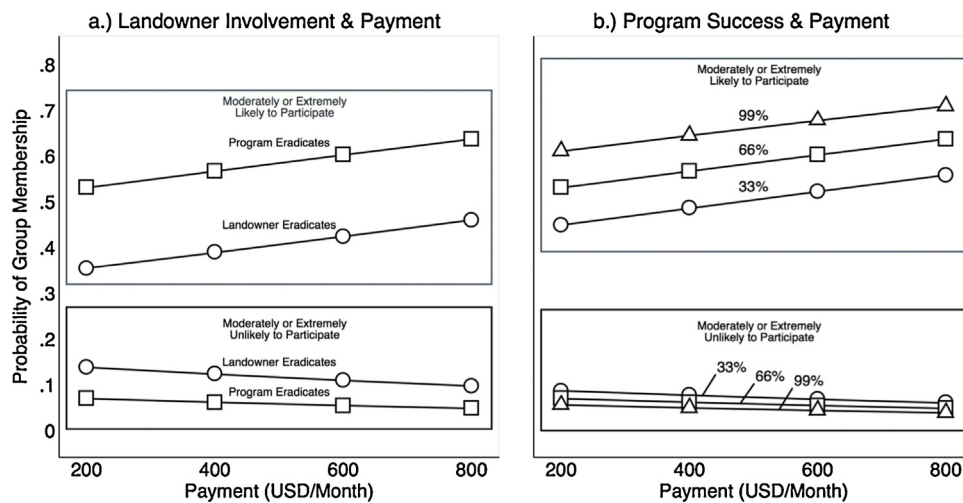 a.) Landowner Involvement & Payment
Probability of Group Membership
.8
.7
.6
.5
.4
.3
.2
.1
0
Moderately or Extremely
Likely to Participate
Program Eradicates
Landowner Eradicates
Moderately or Extremely
Unlikely to Participate
Landowner Eradicates
Program Eradicates
200 400 600 800
Payment (USD/Month)
b.) Program Success & Payment
Moderately or Extremely
Likely to Participate
99%
66%
33%
Moderately or Extremely
Unlikely to Participate
33% 66% 99%
200 400 600 800
Payment (USD/Month)